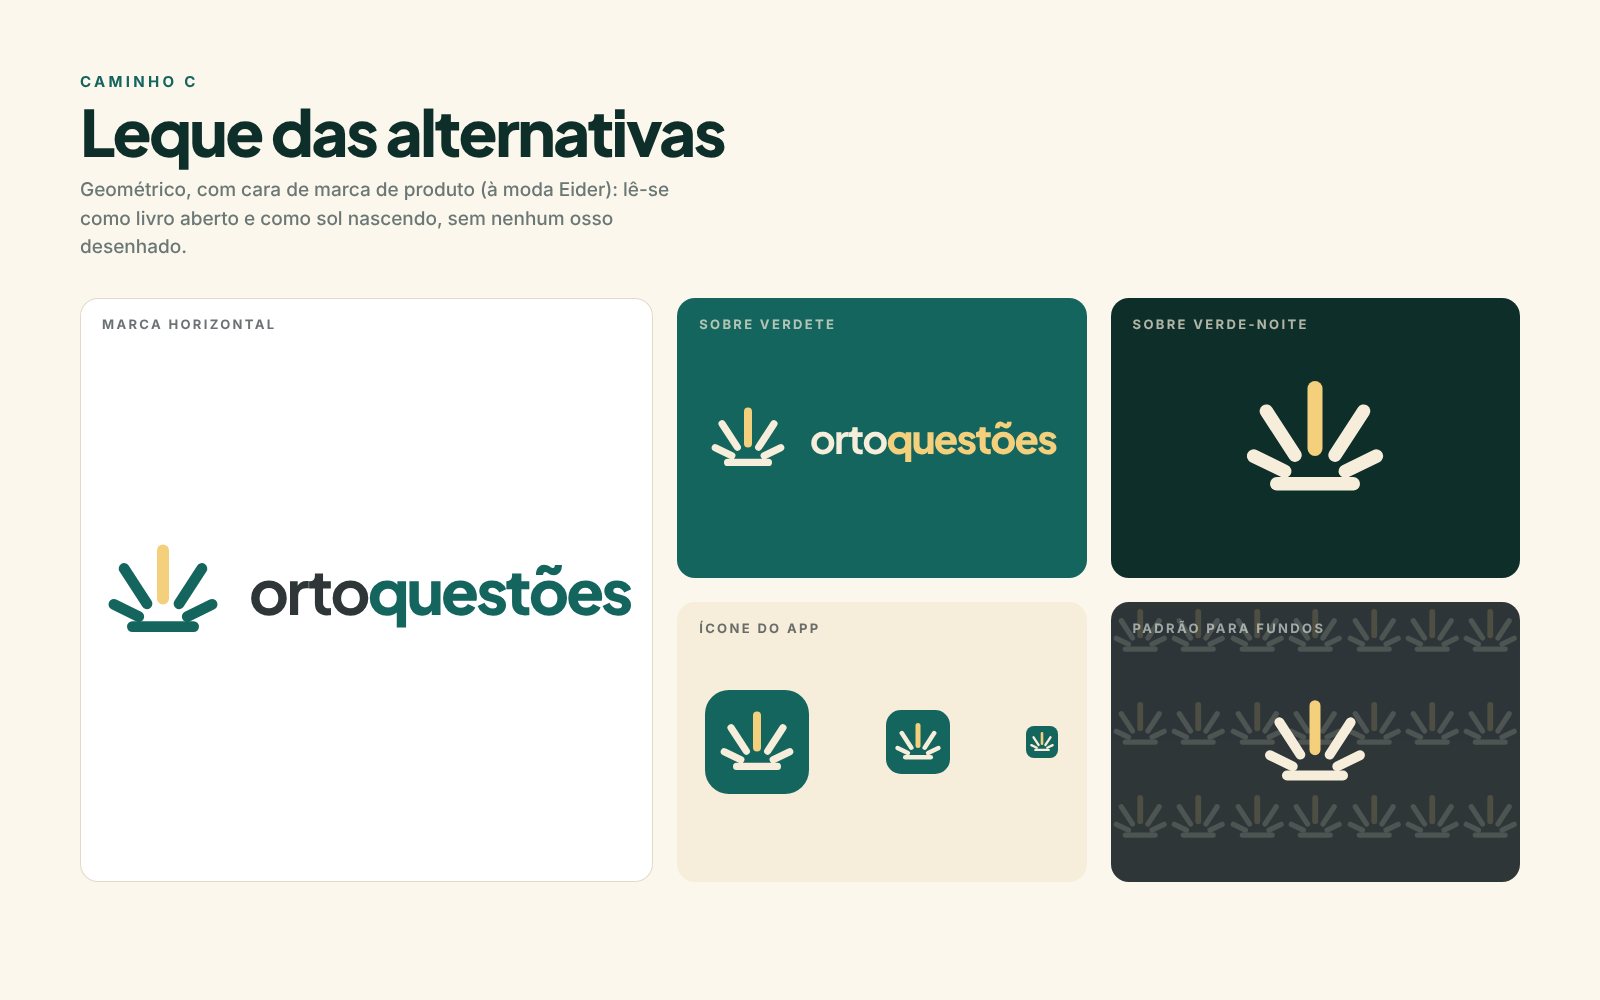 CAMINHO C
Leque das alternativas
Geométrico, com cara de marca de produto (à moda Eider): lê-se
como livro aberto e como sol nascendo, sem nenhum osso
desenhado.
MARCA HORIZONTAL
ortoquestões
SOBRE VERDETE
ortoquestões
SOBRE VERDE-NOITE
ÍCONE DO APP
PADRÃO PARA FUNDOS